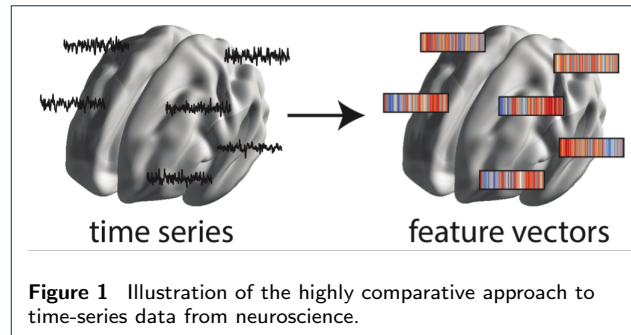 time series
feature vectors
Figure 1 Illustration of the highly comparative approach to
time-series data from neuroscience.